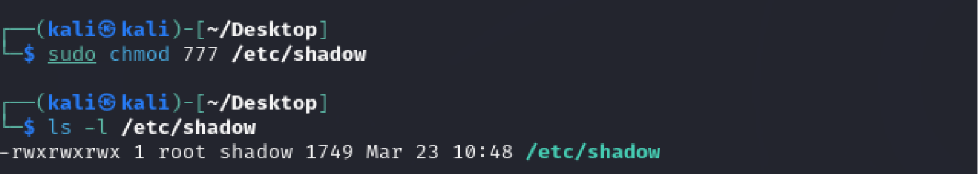 ┌──(kali㉿kali)-[~/Desktop]
└─$ sudo chmod 777 /etc/shadow
┌──(kali㉿kali)-[~/Desktop]
└─$ ls -l /etc/shadow
-rwxrwxrwx 1 root shadow 1749 Mar 23 10:48 /etc/shadow